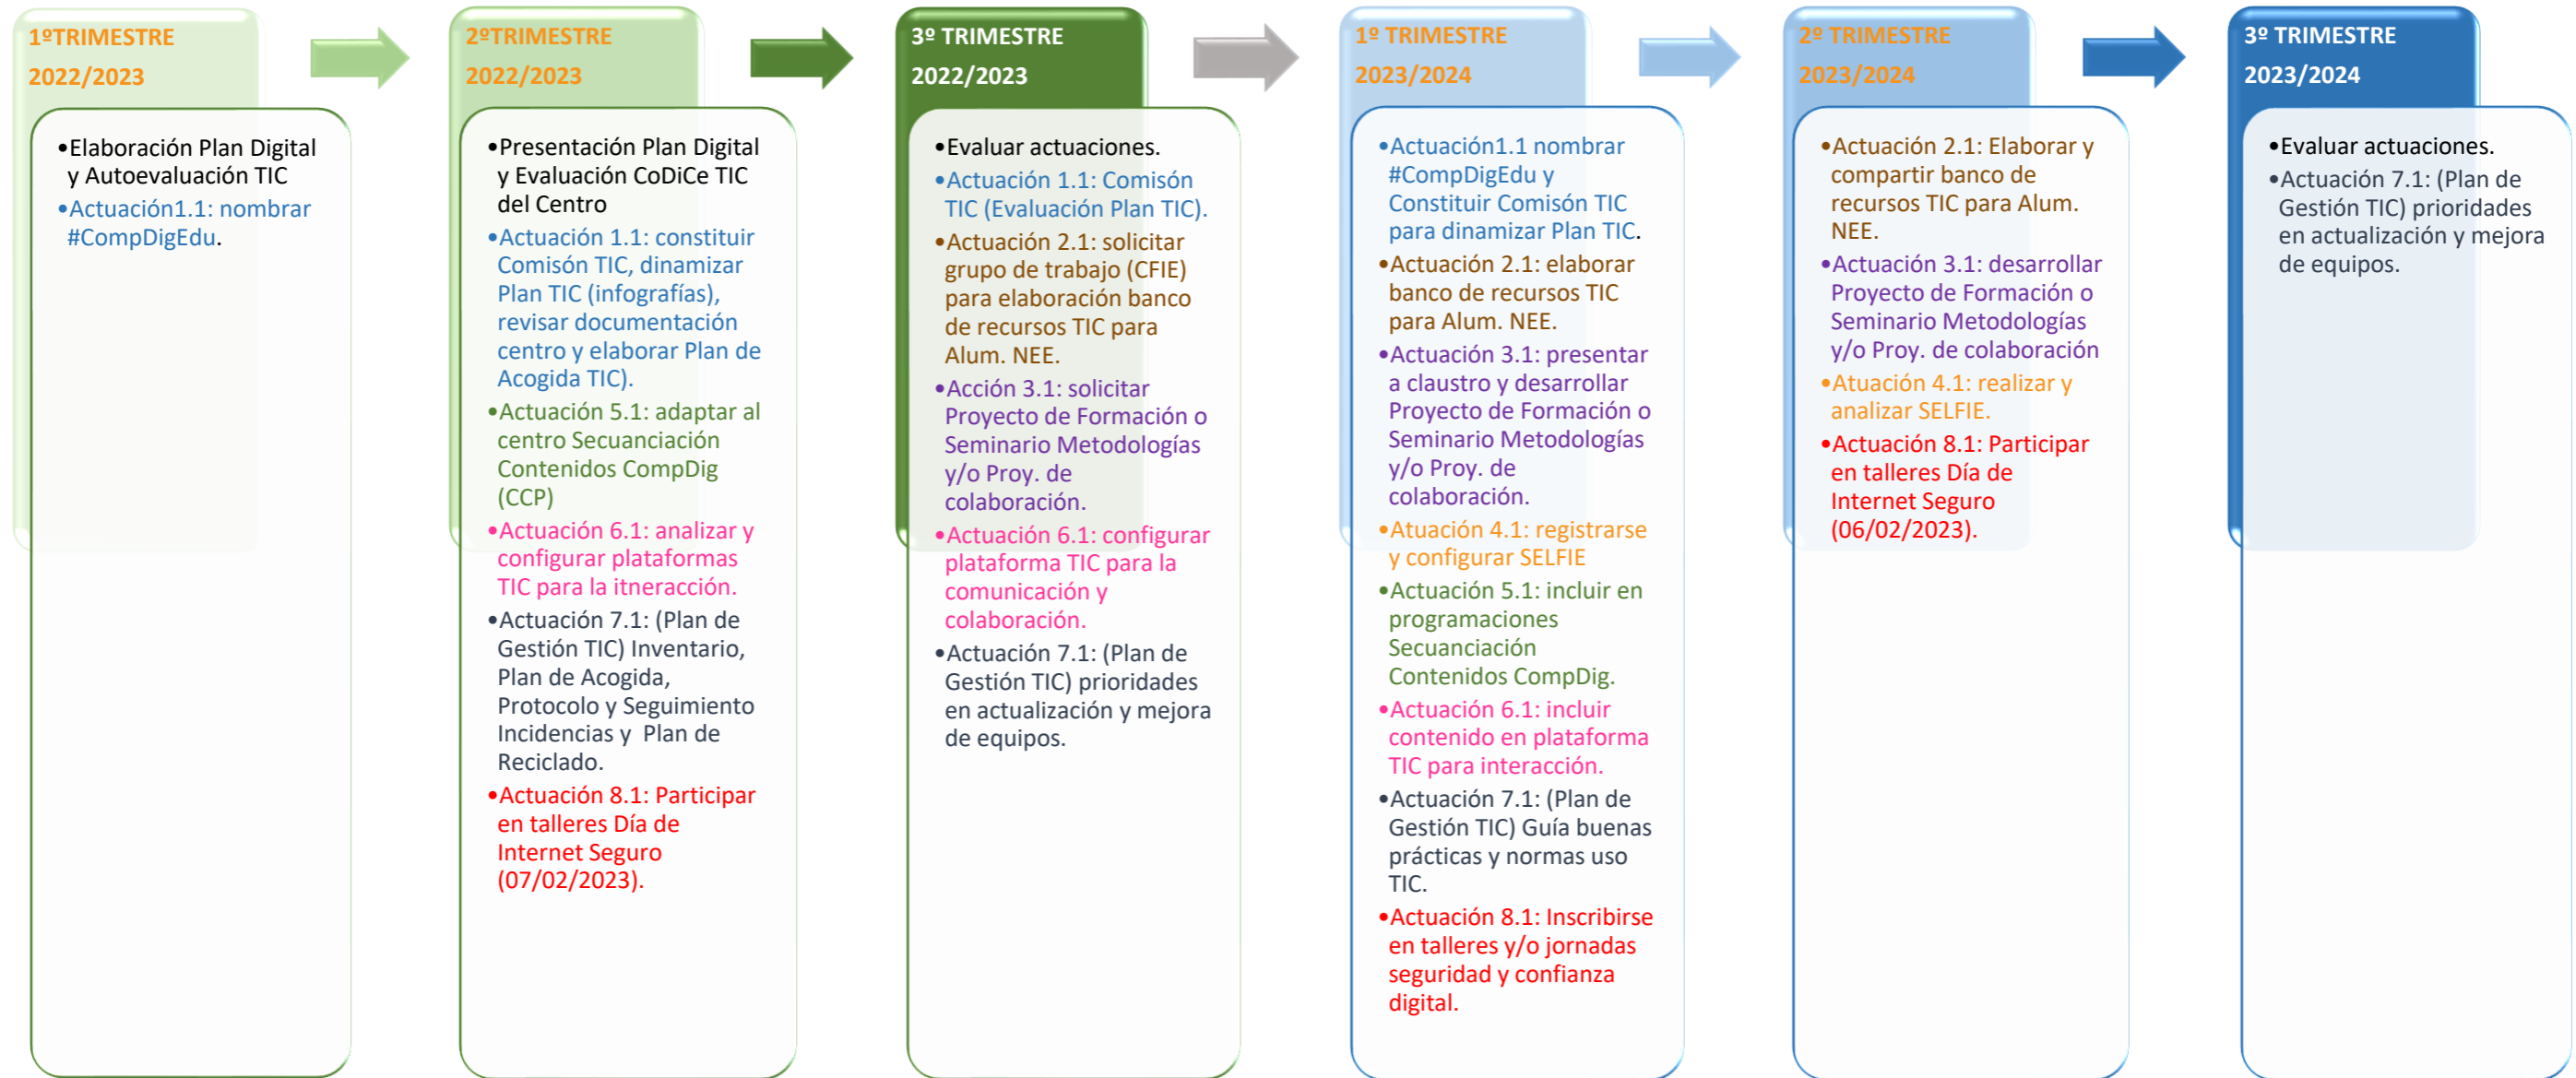 1ºTRIMESTRE
2022/2023
•Elaboración Plan Digital
y Autoevaluación TIC
•Actuación1.1: nombrar
#CompDigEdu.
2ºTRIMESTRE
2022/2023
•Presentación Plan Digital
y Evaluación CoDiCe TIC
del Centro
•Actuación 1.1: constituir
Comisón TIC, dinamizar
Plan TIC (infografías),
revisar documentación
centro y elaborar Plan de
Acogida TIC).
•Actuación 5.1: adaptar al
centro Secuanciación
Contenidos CompDig
(CCP)
•Actuación 6.1: analizar y
configurar plataformas
TIC para la itneracción.
•Actuación 7.1: (Plan de
Gestión TIC) Inventario,
Plan de Acogida,
Protocolo y Seguimiento
Incidencias y Plan de
Reciclado.
•Actuación 8.1: Participar
en talleres Día de
Internet Seguro
(07/02/2023).
3º TRIMESTRE
2022/2023
•Evaluar actuaciones.
•Actuación 1.1: Comisón
TIC (Evaluación Plan TIC).
•Actuación 2.1: solicitar
grupo de trabajo (CFIE)
para elaboración banco
de recursos TIC para
Alum. NEE.
•Acción 3.1: solicitar
Proyecto de Formación o
Seminario Metodologías
y/o Proy. de
colaboración.
•Actuación 6.1: configurar
plataforma TIC para la
comunicación y
colaboración.
•Actuación 7.1: (Plan de
Gestión TIC) prioridades
en actualización y mejora
de equipos.
1º TRIMESTRE
2023/2024
•Actuación1.1 nombrar
#CompDigEdu y
Constituir Comisón TIC
para dinamizar Plan TIC.
•Actuación 2.1: elaborar
banco de recursos TIC
para Alum. NEE.
•Actuación 3.1: presentar
a claustro y desarrollar
Proyecto de Formación o
Seminario Metodologías
y/o Proy. de
colaboración.
•Atuación 4.1: registrarse
y configurar SELFIE
•Actuación 5.1: incluir en
programaciones
Secuanciación
Contenidos CompDig.
•Actuación 6.1: incluir
contenido en plataforma
TIC para interacción.
•Actuación 7.1: (Plan de
Gestión TIC) Guía buenas
prácticas y normas uso
TIC.
•Actuación 8.1: Inscribirse
en talleres y/o jornadas
seguridad y confianza
digital.
2º TRIMESTRE
2023/2024
•Actuación 2.1: Elaborar y
compartir banco de
recursos TIC para Alum.
NEE.
•Actuación 3.1: desarrollar
Proyecto de Formación o
Seminario Metodologías
y/o Proy. de colaboración
•Atuación 4.1: realizar y
analizar SELFIE.
•Actuación 8.1: Participar
en talleres Día de
Internet Seguro
(06/02/2023).
3º TRIMESTRE
2023/2024
•Evaluar actuaciones.
•Actuación 7.1: (Plan de
Gestión TIC) prioridades
en actualización y mejora
de equipos.